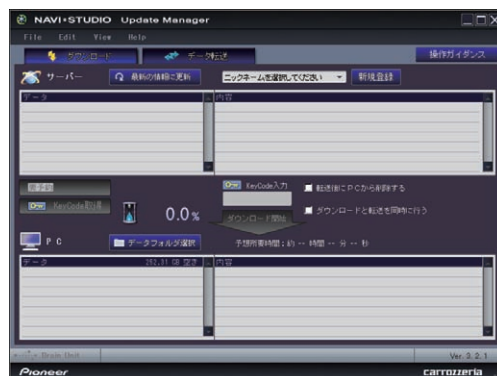 NAVI*STUDIO Update Manager
File Edit View Help
ダウンロード データ転送 操作ガイダンス
サーバー 最新の情報に更新 ニックネームを選択してください 新規登録
データ 内容
KeyCode入力 転送後にPCから削除する
KeyCode取得
0.0% ダウンロード開始 ダウンロードと転送を同時に行う
PC データフォルダ選択 予想所要時間:約 -- 時間 -- 分 -- 秒
データ 内容
Brain Unit Ver. 3. 2. 1
Pioneer carrozzeria